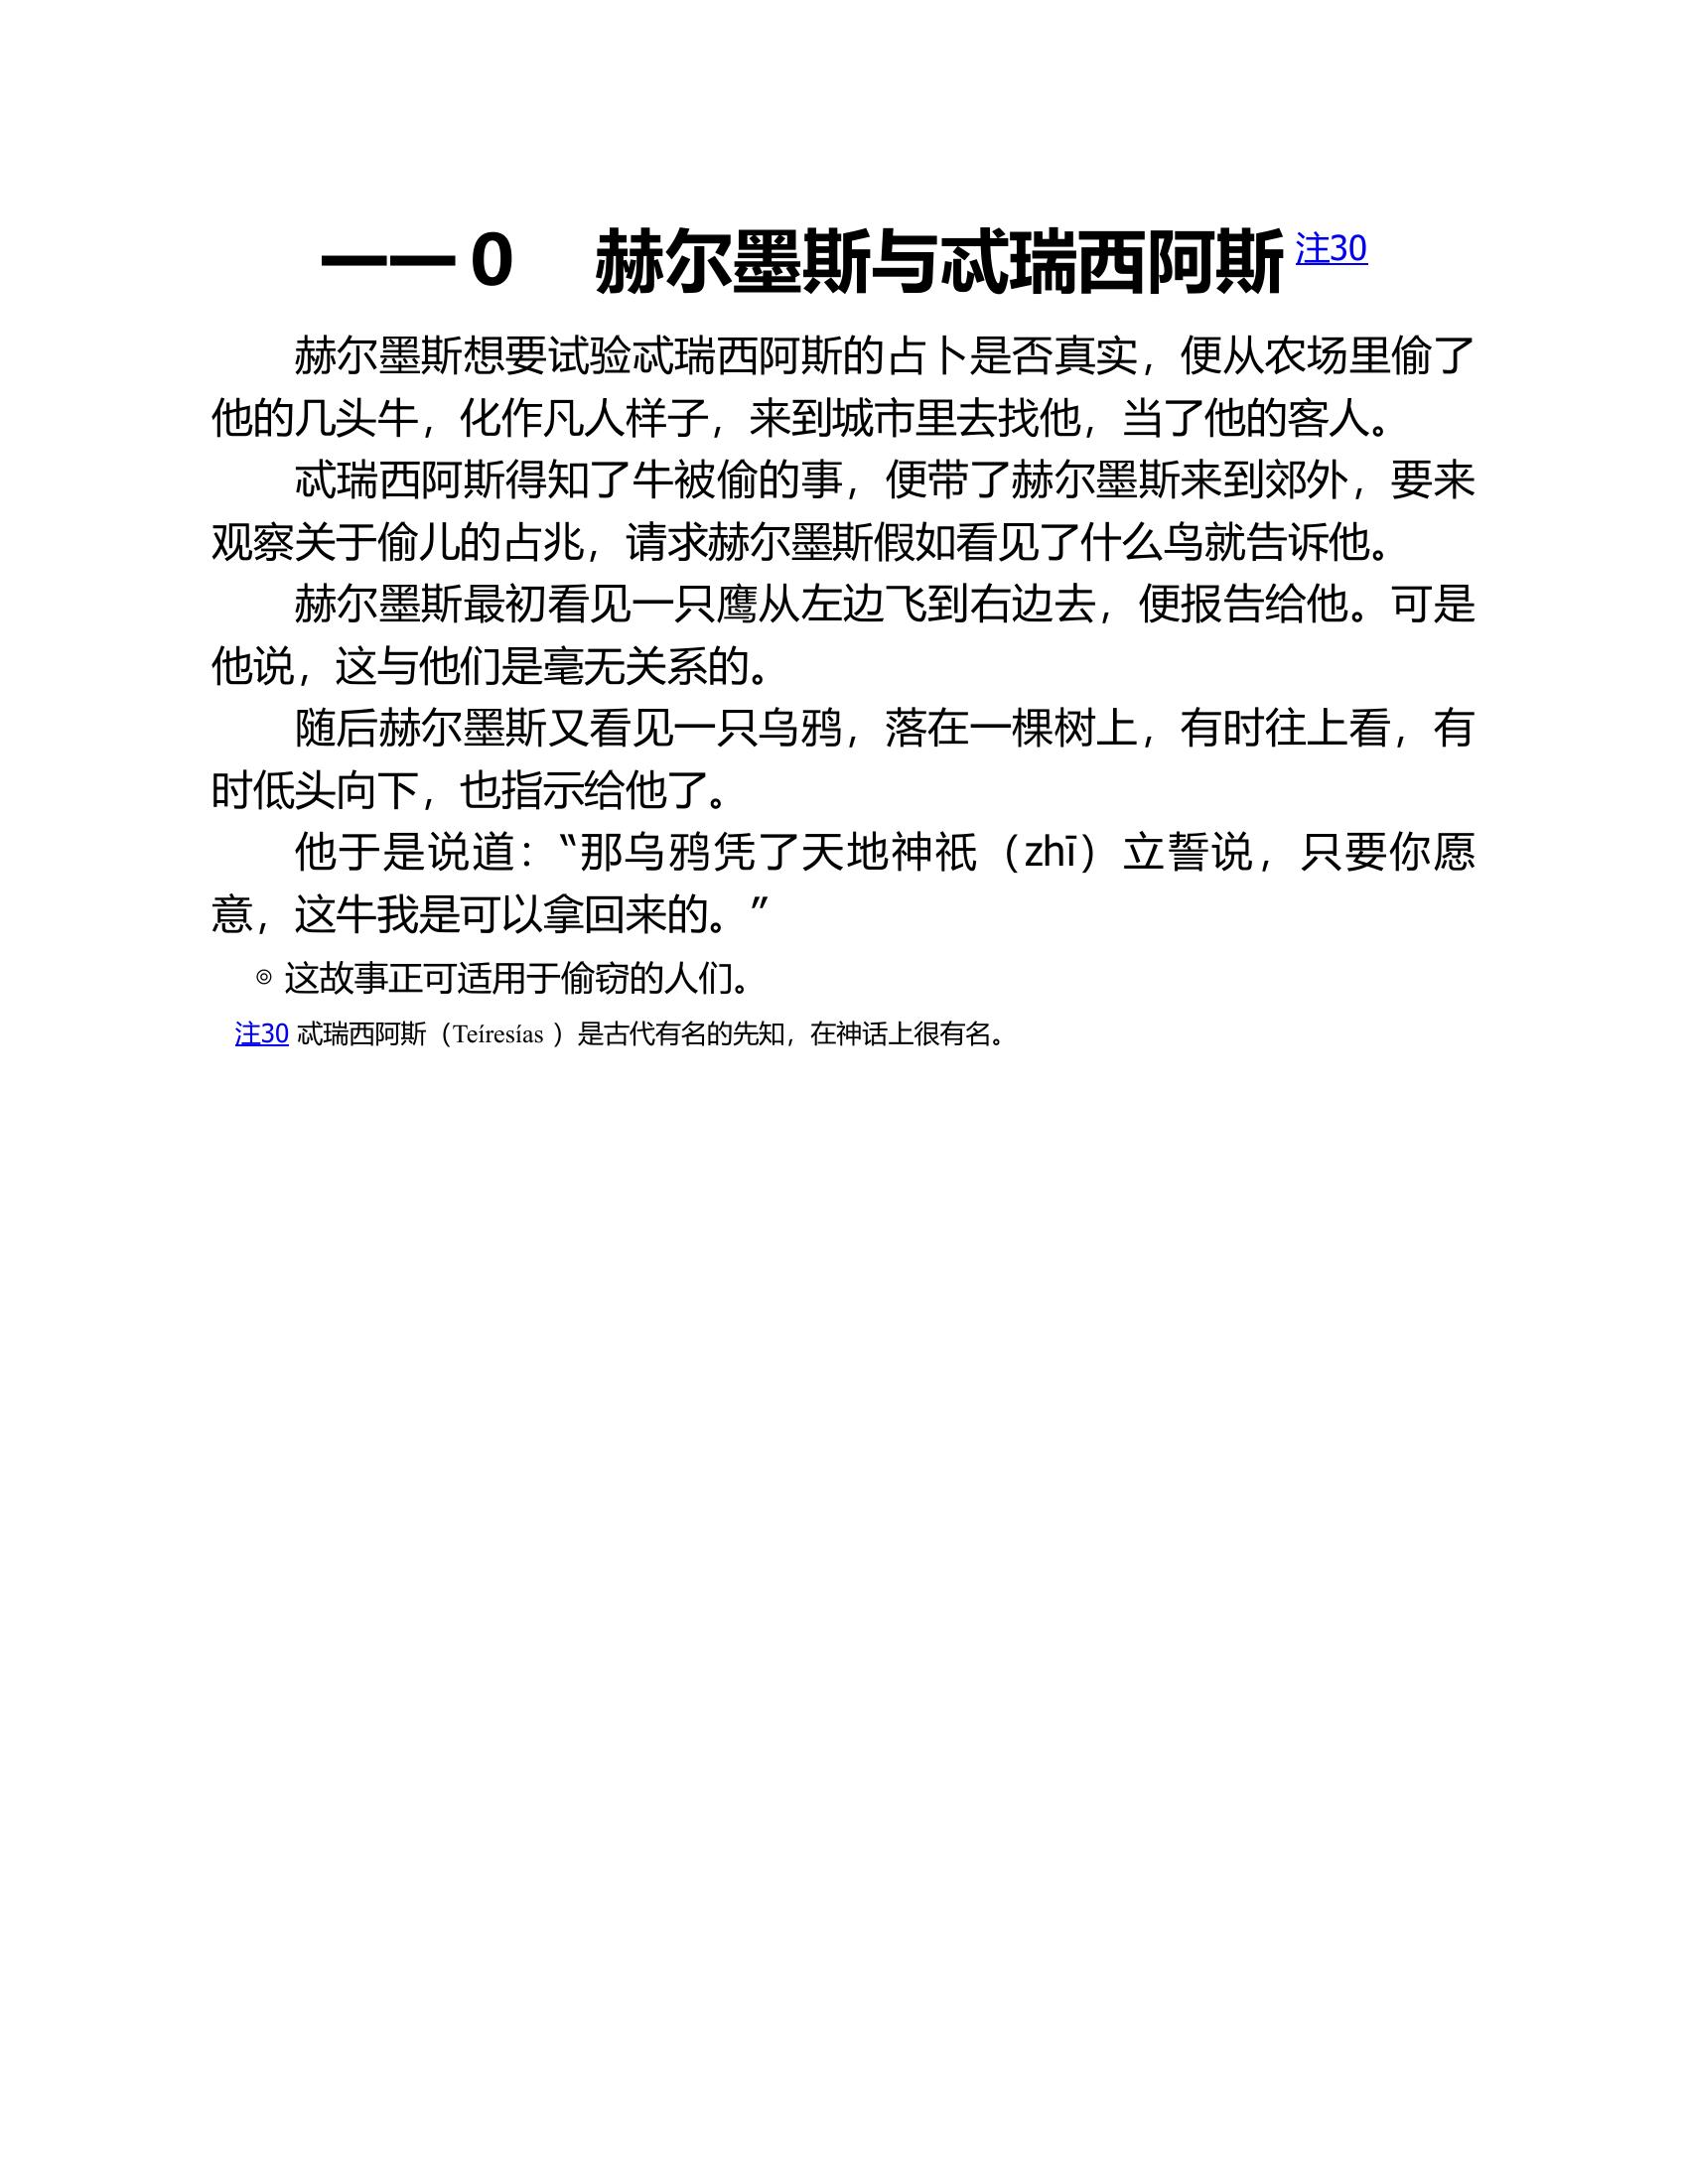 一一0　赫尔墨斯与忒瑞西阿斯 注30
赫尔墨斯想要试验忒瑞西阿斯的占卜是否真实，便从农场里偷了
他的几头牛，化作凡人样子，来到城市里去找他，当了他的客人。
忒瑞西阿斯得知了牛被偷的事，便带了赫尔墨斯来到郊外，要来
观察关于偷儿的占兆，请求赫尔墨斯假如看见了什么鸟就告诉他。
赫尔墨斯最初看见一只鹰从左边飞到右边去，便报告给他。可是
他说，这与他们是毫无关系的。
随后赫尔墨斯又看见一只乌鸦，落在一棵树上，有时往上看，有
时低头向下，也指示给他了。
他于是说道：“那乌鸦凭了天地神祇（zhī）立誓说，只要你愿
意，这牛我是可以拿回来的。”
◎ 这故事正可适用于偷窃的人们。
注30 忒瑞西阿斯（Teíresías ）是古代有名的先知，在神话上很有名。